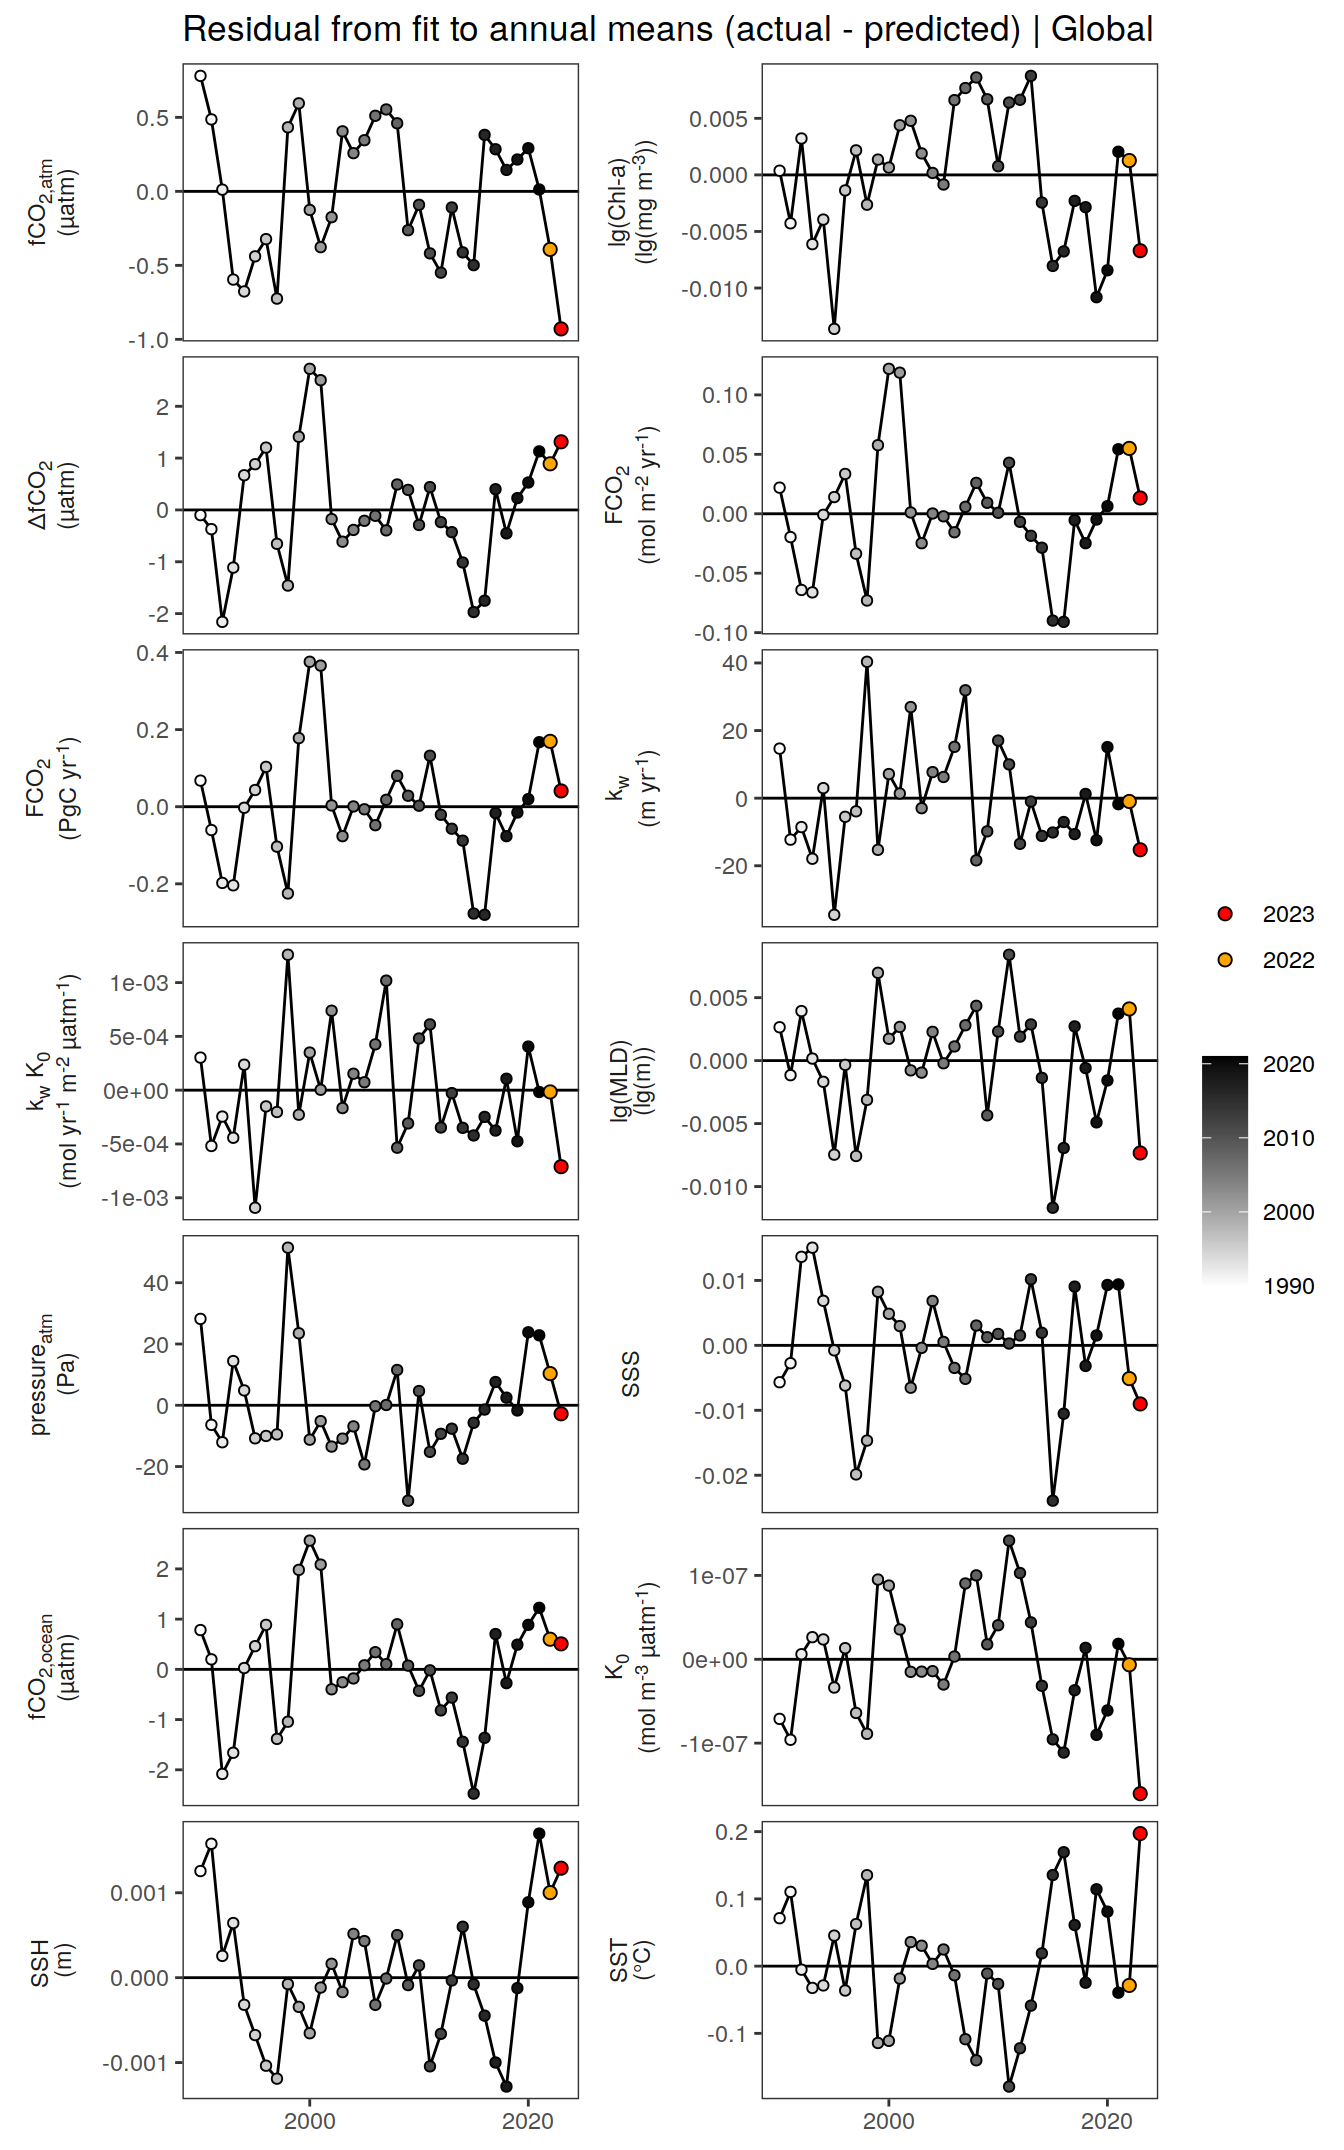 Residual from fit to annual means (actual - predicted) | Global
fCO2,atm
(µatm)
0.5
0.0
-0.5
-1.0
lg(Chl-a)
(lg(mg m-3))
0.005
0.000
-0.005
-0.010
ΔfCO2
(µatm)
2
1
0
-1
-2
FCO2
(mol m-2 yr-1)
0.10
0.05
0.00
-0.05
-0.10
FCO2
(PgC yr-1)
0.4
0.2
0.0
-0.2
kw
(m yr-1)
40
20
0
-20
kw K0
(mol yr-1 m-2 µatm-1)
1e-03
5e-04
0e+00
-5e-04
-1e-03
lg(MLD)
(lg(m))
0.005
0.000
-0.005
-0.010
pressureatm
(Pa)
40
20
0
-20
SSS
0.01
0.00
-0.01
-0.02
fCO2,ocean
(µatm)
2
1
0
-1
-2
K0
(mol m-3 µatm-1)
1e-07
0e+00
-1e-07
SSH
(m)
0.001
0.000
-0.001
2000 2020
SST
(°C)
0.2
0.1
0.0
-0.1
2000 2020
2023
2022
2020
2010
2000
1990